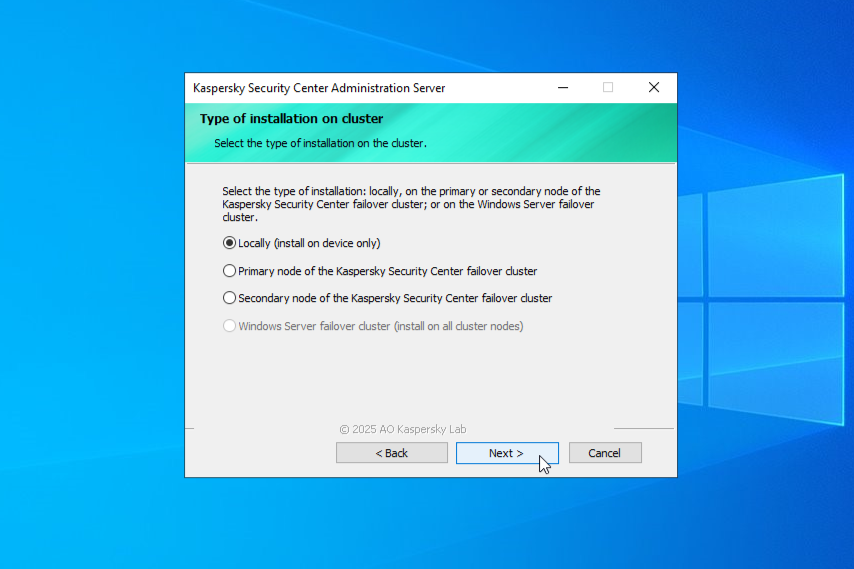 Kaspersky Security Center Administration Server
Type of installation on cluster
Select the type of installation on the cluster.
Select the type of installation: locally, on the primary or secondary node of the
Kaspersky Security Center failover cluster; or on the Windows Server failover
cluster.
Locally (install on device only)
Primary node of the Kaspersky Security Center failover cluster
Secondary node of the Kaspersky Security Center failover cluster
Windows Server failover cluster (install on all cluster nodes)
© 2025 AO Kaspersky Lab
< Back
Next >
Cancel